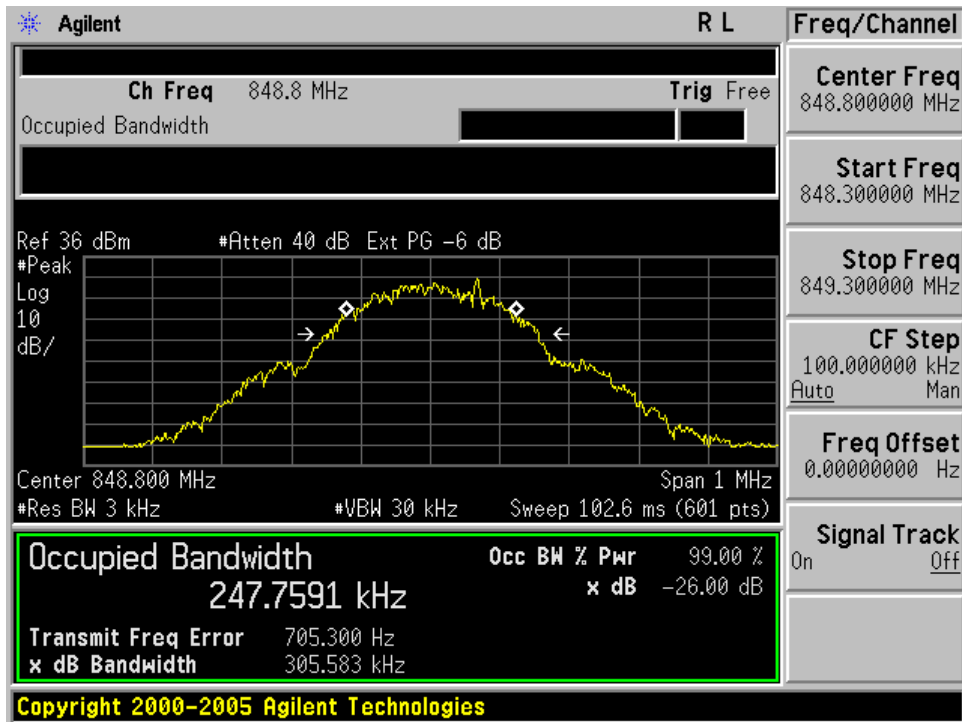 Agilent R L Freq/Channel
Ch Freq 848.8 MHz Trig Free
Occupied Bandwidth
Center Freq
848.800000 MHz
Start Freq
848.300000 MHz
Stop Freq
849.300000 MHz
CF Step
100.000000 kHz
Auto Man
Freq Offset
0.00000000 Hz
Signal Track
On Off
Ref 36 dBm #Atten 40 dB Ext PG -6 dB
#Peak
Log
10
dB/
Center 848.800 MHz Span 1 MHz
#Res BW 3 kHz #VBW 30 kHz Sweep 102.6 ms (601 pts)
Occupied Bandwidth Occ BW % Pwr 99.00 %
247.7591 kHz x dB -26.00 dB
Transmit Freq Error 705.300 Hz
x dB Bandwidth 305.583 kHz
Copyright 2000-2005 Agilent Technologies